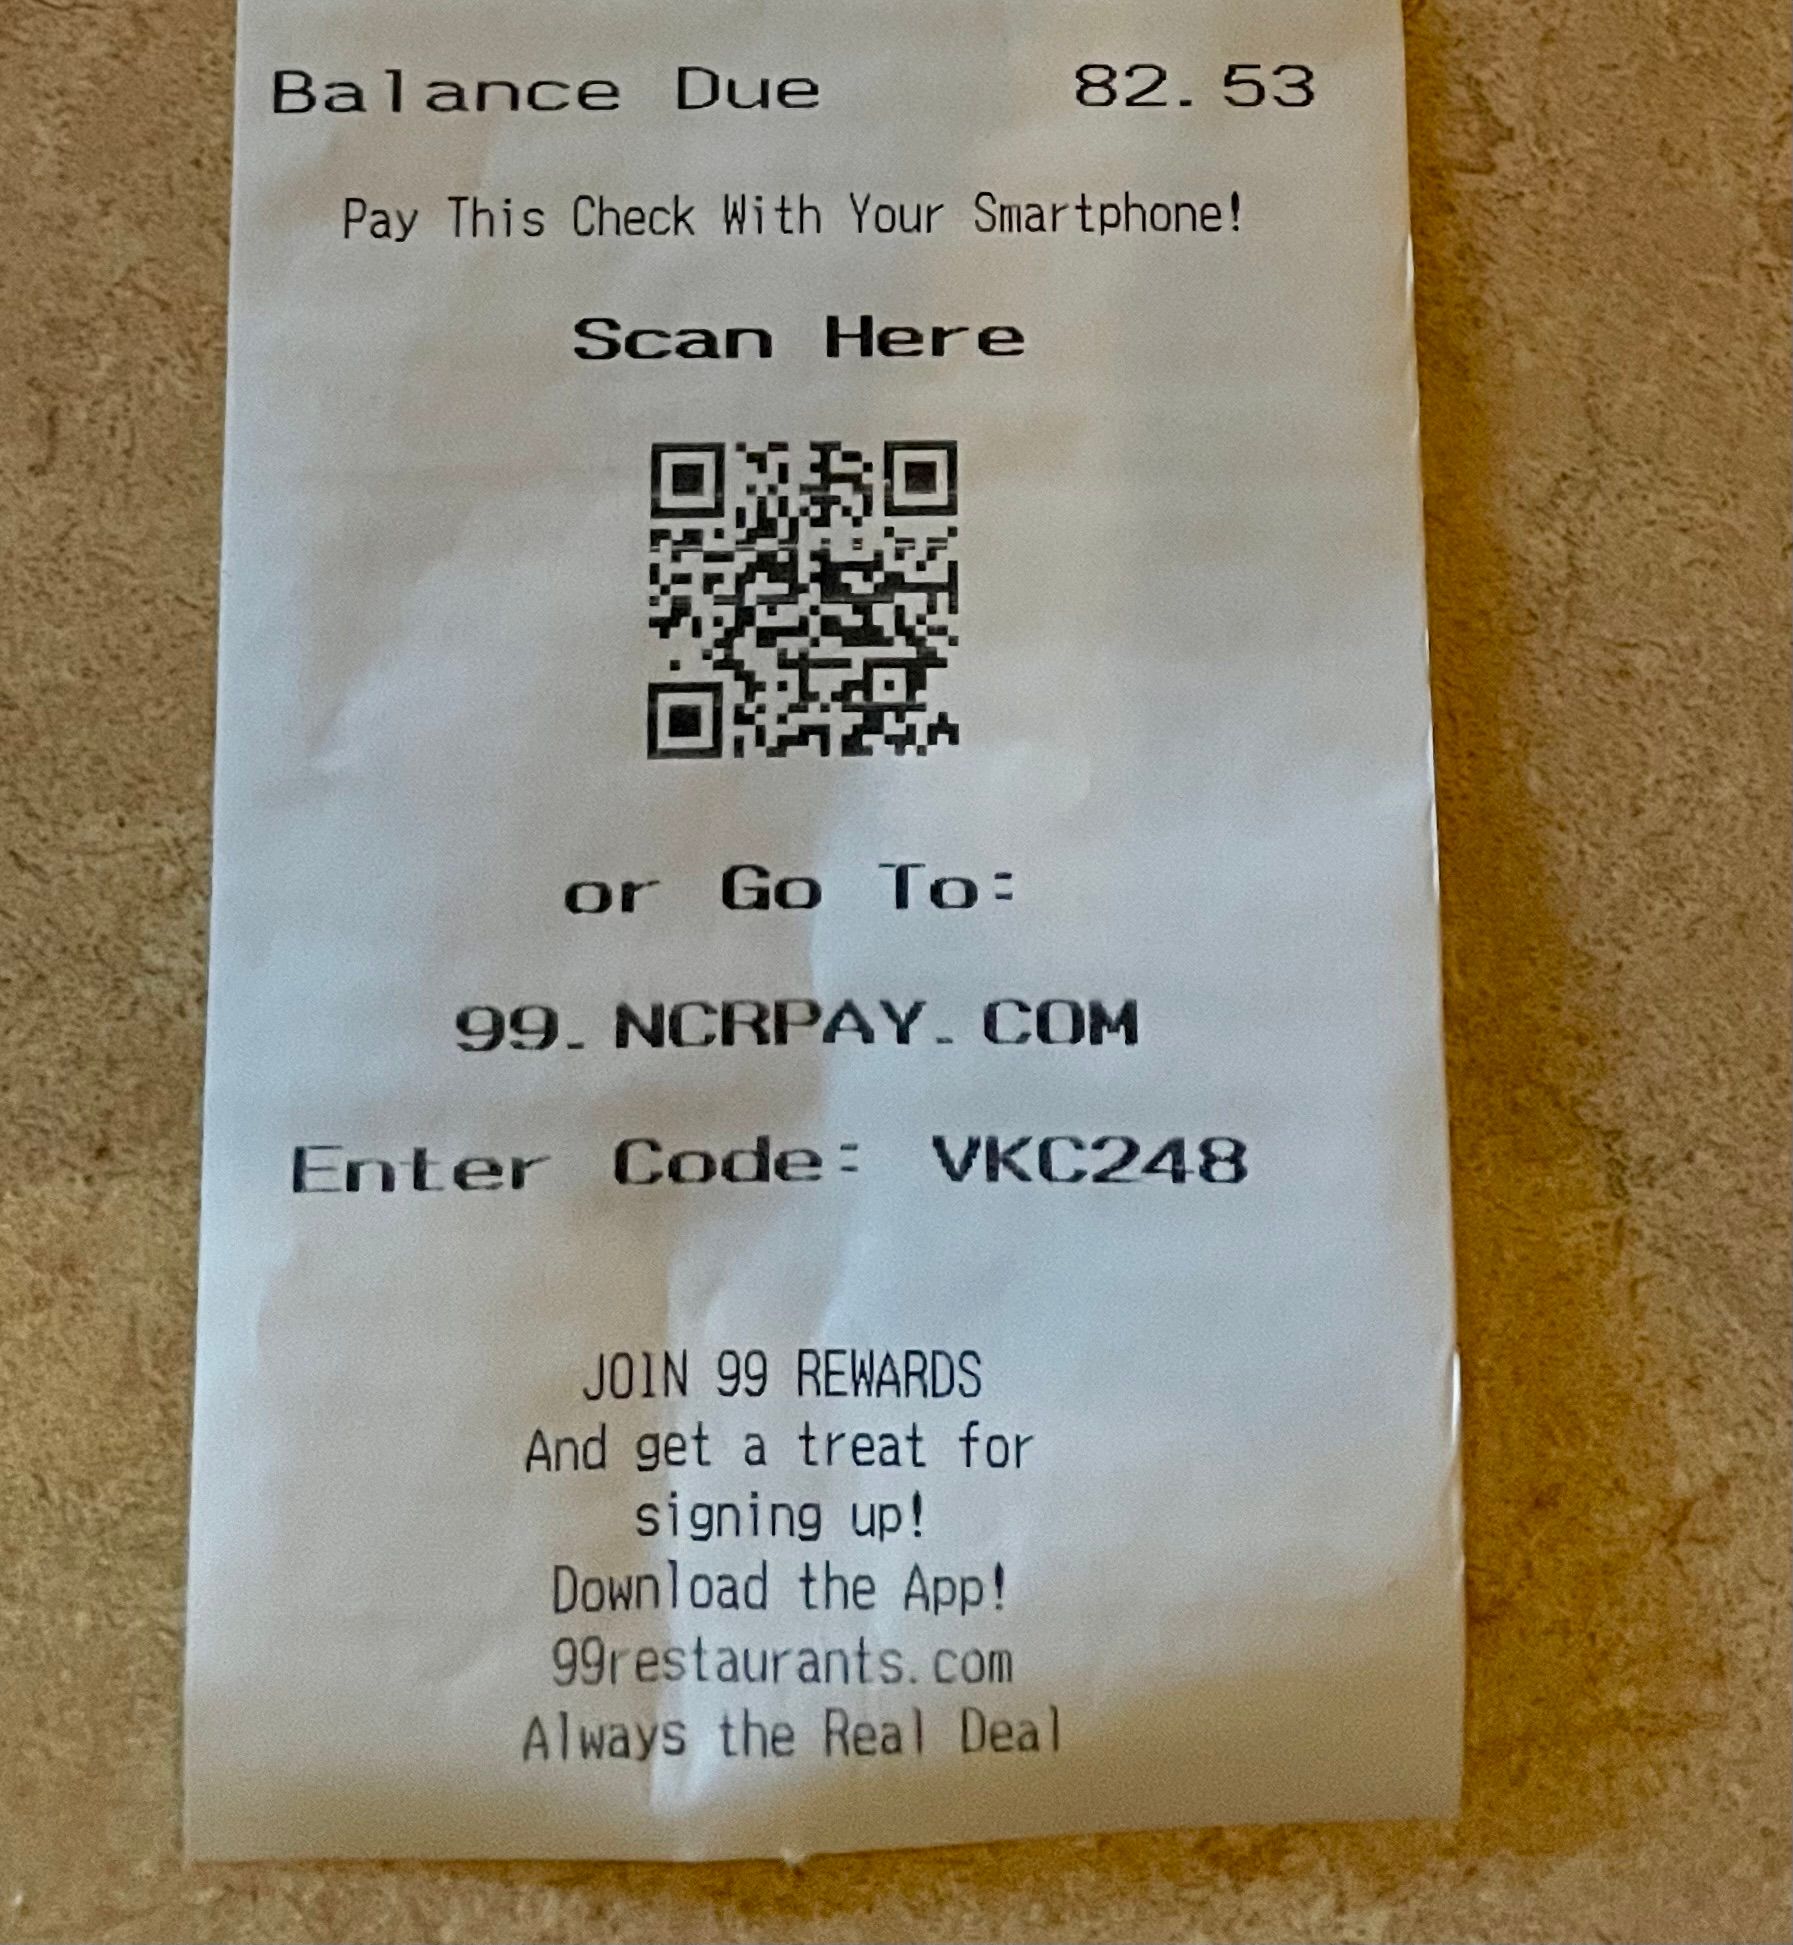 Balance Due 82.53
Pay This Check With Your Smartphone!
Scan Here
or Go To:
99.NCRPAY.COM
Enter Code: VKC248
JOIN 99 REWARDS
And get a treat for
signing up!
Download the App!
99restaurants.com
Always the Real Deal